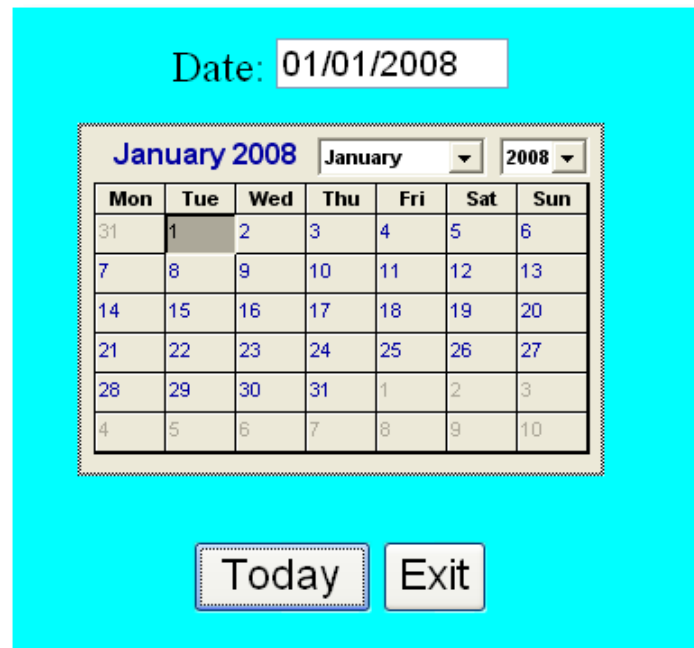 Date: 01/01/2008
January 2008 January 2008
Mon Tue Wed Thu Fri Sat Sun
31 1 2 3 4 5 6
7 8 9 10 11 12 13
14 15 16 17 18 19 20
21 22 23 24 25 26 27
28 29 30 31 1 2 3
4 5 6 7 8 9 10
Today Exit